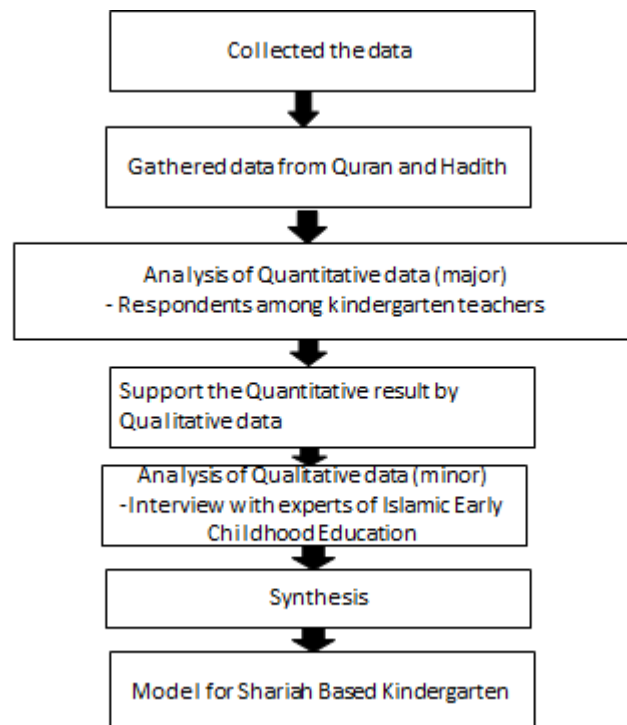 Collected the data
Gathered data from Quran and Hadith
Analysis of Quantitative data (major)
- Respondents among kindergarten teachers
Support the Quantitative result by
Qualitative data
Analysis of Qualitative data (minor)
-Interview with experts of Islamic Early
Childhood Education
Synthesis
Model for Shariah Based Kindergarten